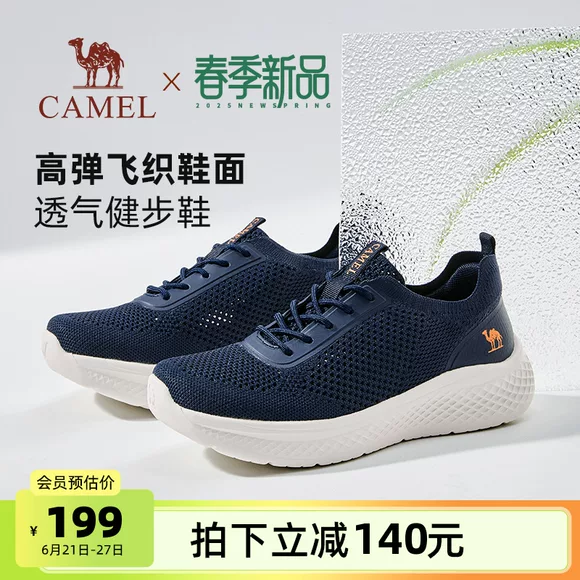 CAMEL × 春季新品
2025NEWSPRING
高弹飞织鞋面
透气健步鞋
CAMEL
会员预估价
¥199
6月21日-27日
拍下立减140元